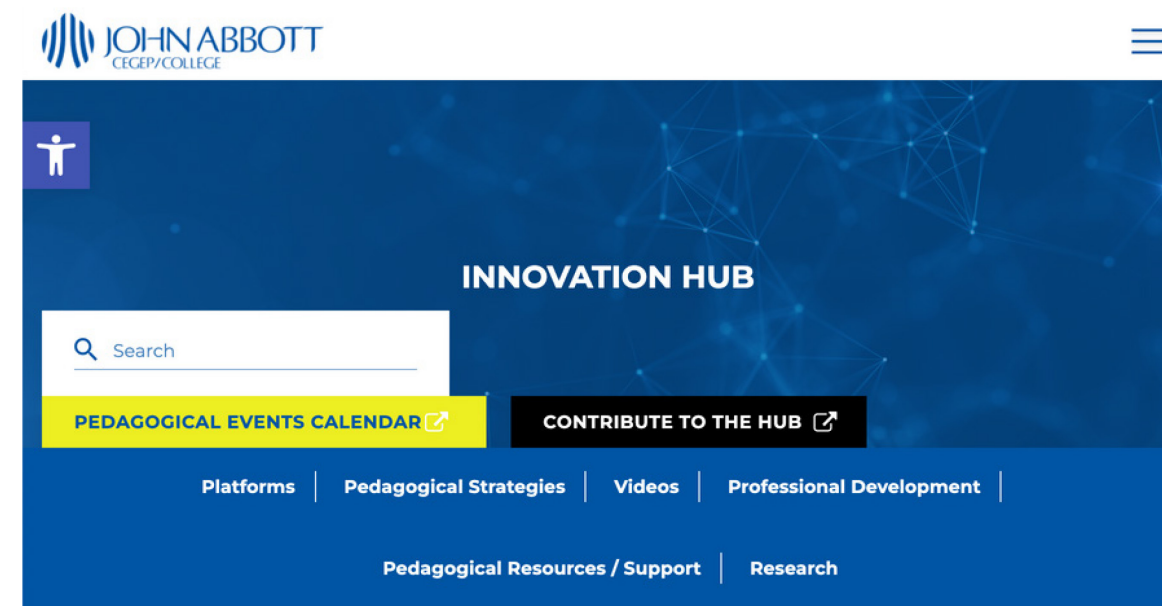 JOHN ABBOTT
CEGEP/COLLEGE
INNOVATION HUB
Search
PEDAGOGICAL EVENTS CALENDAR
CONTRIBUTE TO THE HUB
Platforms
Pedagogical Strategies
Videos
Professional Development
Pedagogical Resources / Support
Research